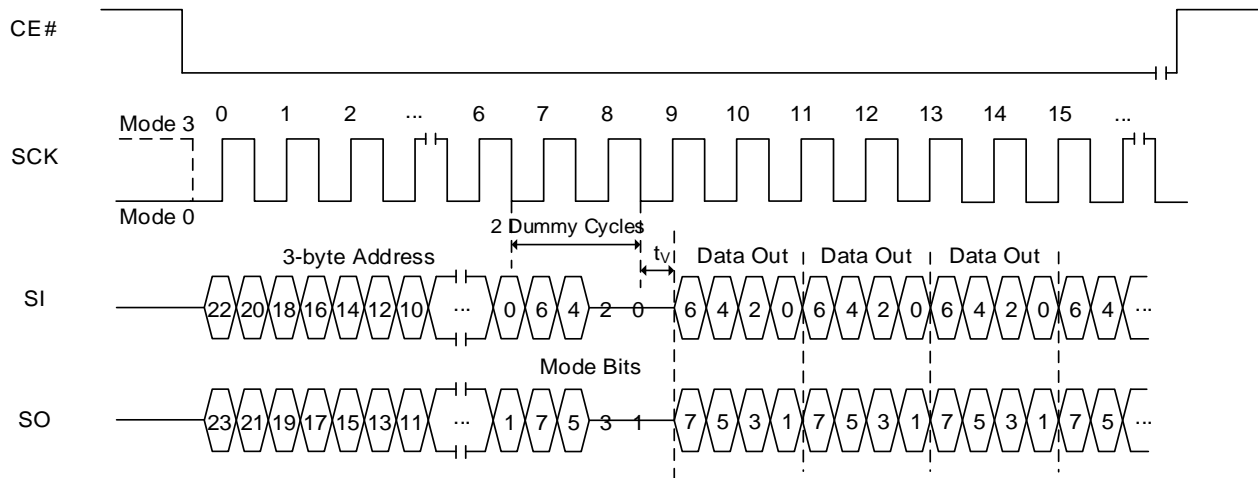 CE#
0 1 2 ... 6 7 8 9 10 11 12 13 14 15 ...
Mode 3
SCK
Mode 0
2 Dummy Cycles
3-byte Address
tV
Data Out Data Out Data Out
SI
22 20 18 16 14 12 10 ... 0 6 4 2 0 6 4 2 0 6 4 2 0 6 4 2 0 6 4 ...
Mode Bits
SO
23 21 19 17 15 13 11 ... 1 7 5 3 1 7 5 3 1 7 5 3 1 7 5 3 1 7 5 ...